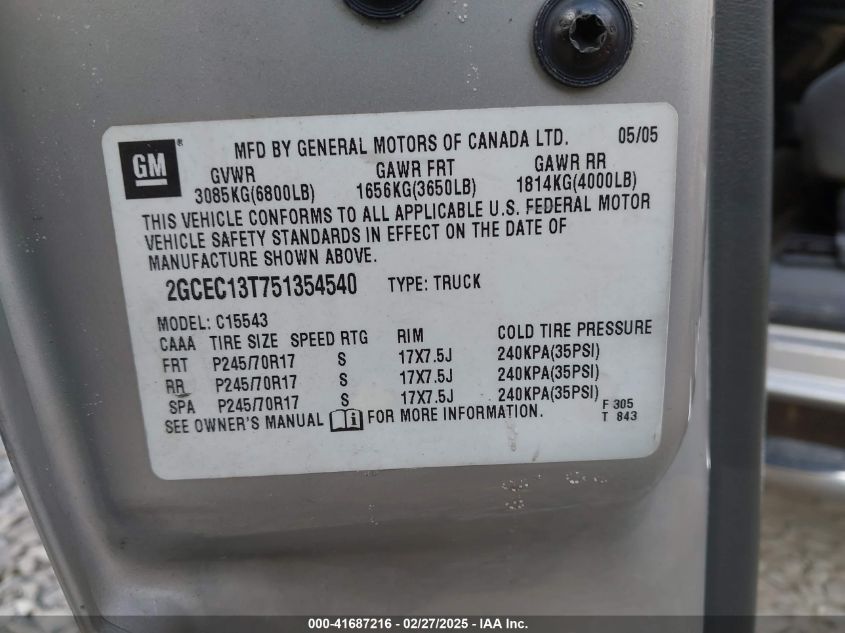 GM ® MFD BY GENERAL MOTORS OF CANADA LTD. 05/05
GVWR GAWR FRT GAWR RR
3085KG(6800LB) 1656KG(3650LB) 1814KG(4000LB)
THIS VEHICLE CONFORMS TO ALL APPLICABLE U.S. FEDERAL MOTOR
VEHICLE SAFETY STANDARDS IN EFFECT ON THE DATE OF
MANUFACTURE SHOWN ABOVE.
2GCEC13T751354540 TYPE: TRUCK
MODEL: C15543
CAAA TIRE SIZE SPEED RTG RIM COLD TIRE PRESSURE
FRT P245/70R17 S 17X7.5J 240KPA(35PSI)
RR P245/70R17 S 17X7.5J 240KPA(35PSI)
SPA P245/70R17 S 17X7.5J 240KPA(35PSI)
SEE OWNER'S MANUAL i FOR MORE INFORMATION.
F 305
T 843
000-41687216 - 02/27/2025 - IAA Inc.